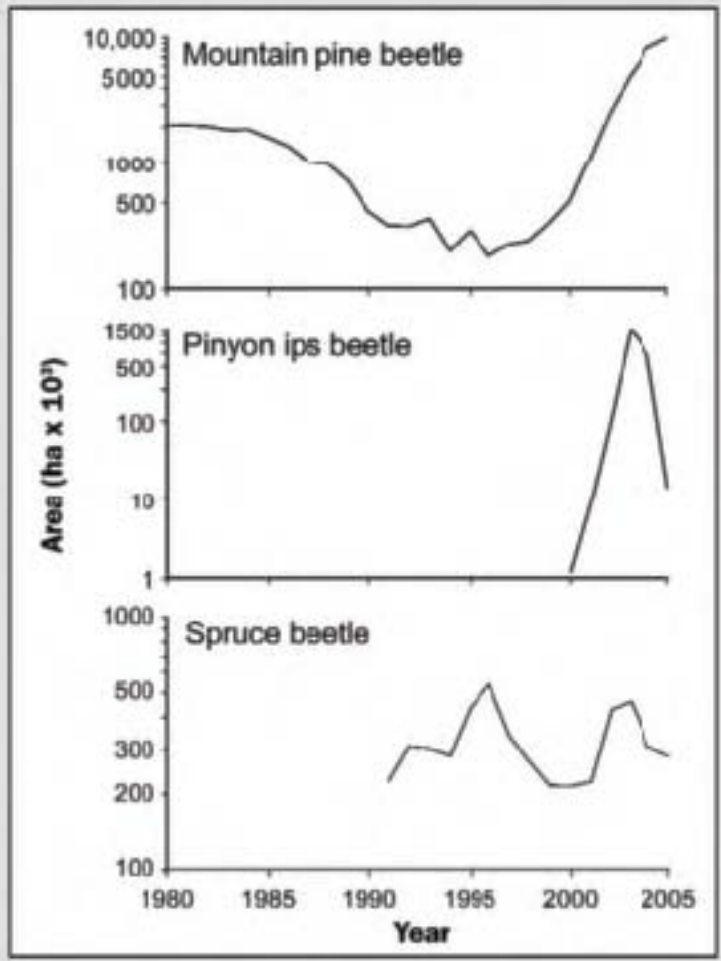 Mountain pine beetle
10,000
5000
1000
500
100
Pinyon ips beetle
1500
500
100
10
1
Spruce beetle
1000
500
300
200
100
1980 1985 1990 1995 2000 2005
Year
Area (ha x 10³)